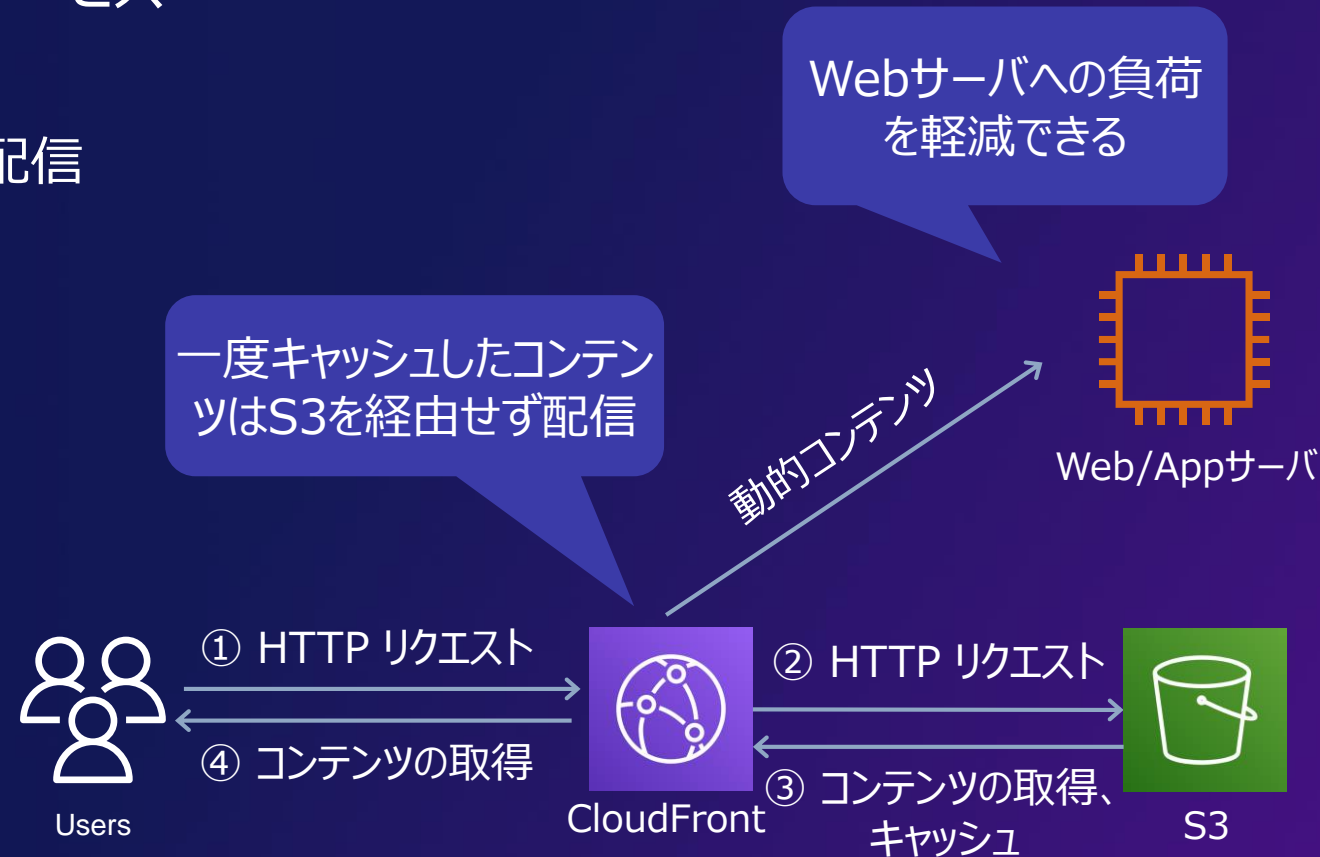 配信
Webサーバへの負荷
を軽減できる
一度キャッシュしたコンテン
ツはS3を経由せず配信
動的コンテンツ
Web/Appサーバ
① HTTP リクエスト
② HTTP リクエスト
④ コンテンツの取得
③ コンテンツの取得、
キャッシュ
Users
CloudFront
S3